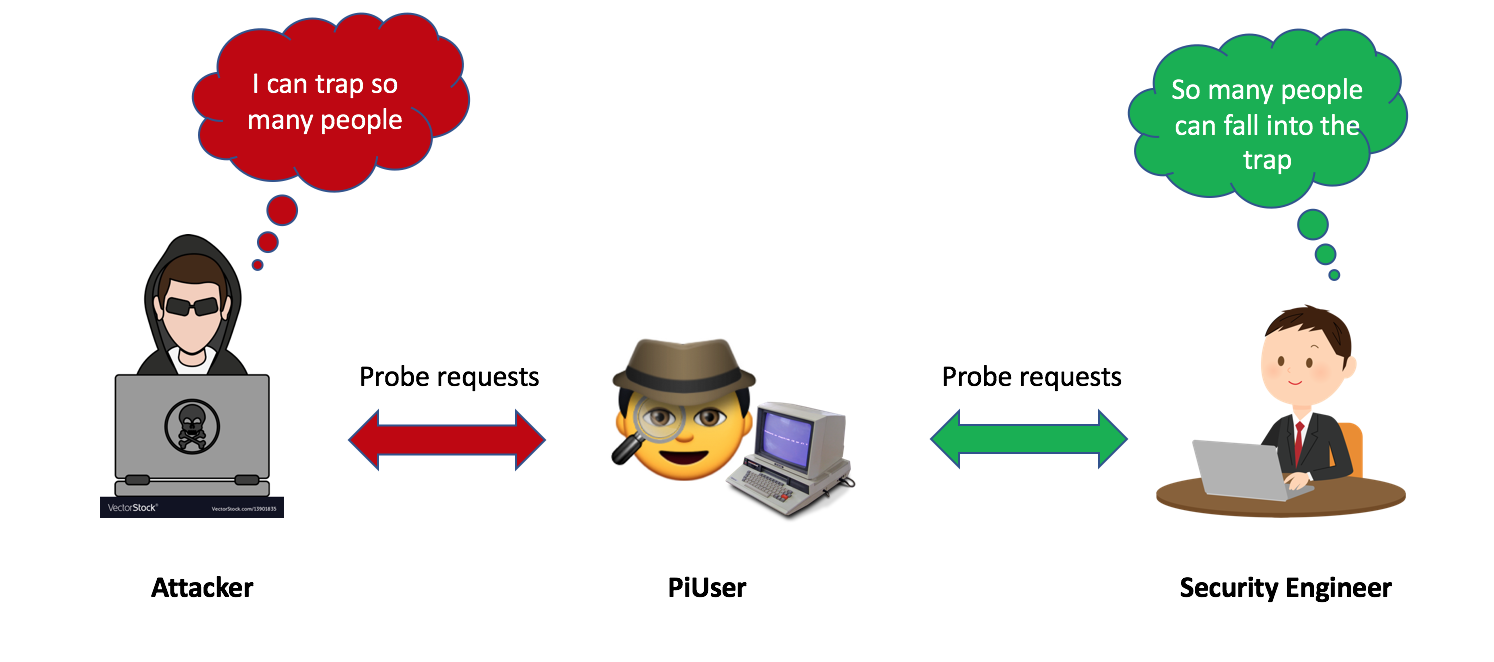 I can trap so
many people
So many people
can fall into the
trap
Probe requests
Probe requests
VectorStock®
VectorStock.com/13901835
Attacker
PiUser
Security Engineer